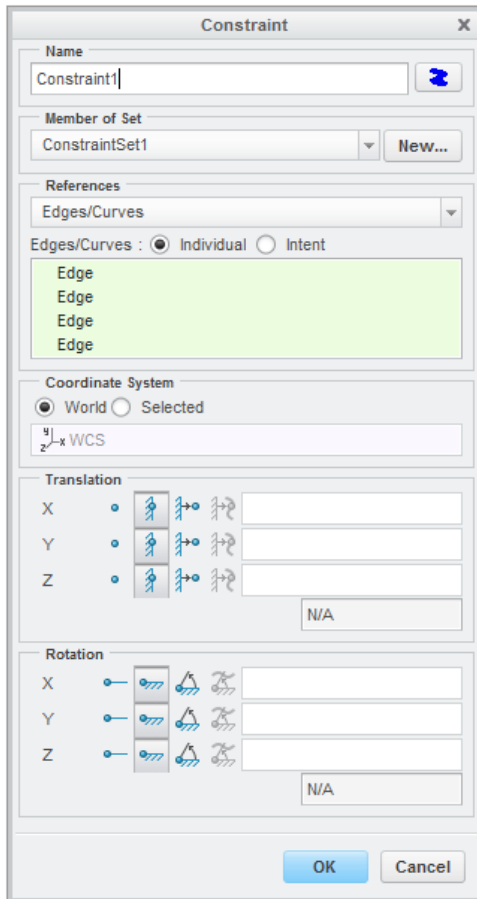 Constraint
Name
Constraint1
Member of Set
ConstraintSet1 New...
References
Edges/Curves
Edges/Curves : Individual Intent
Edge
Edge
Edge
Edge
Coordinate System
World Selected
y z x WCS
Translation
X
Y
Z
N/A
Rotation
X
Y
Z
N/A
OK Cancel